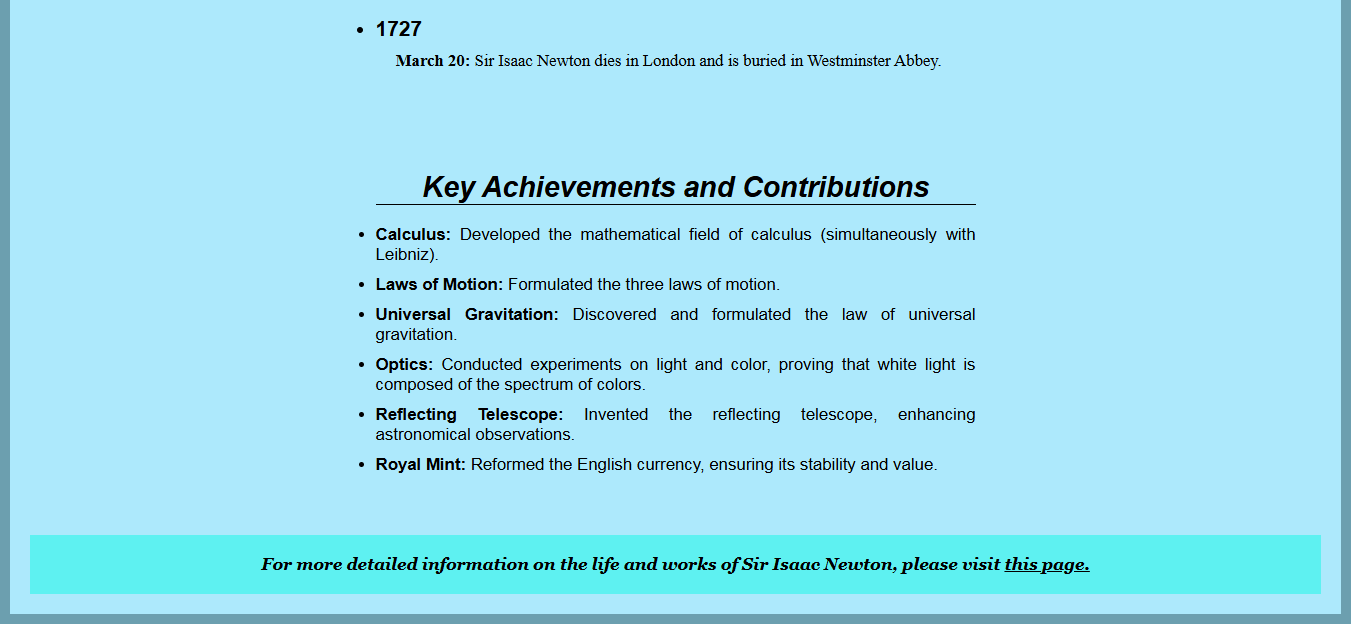 • 1727
March 20: Sir Isaac Newton dies in London and is buried in Westminster Abbey.
Key Achievements and Contributions
• Calculus: Developed the mathematical field of calculus (simultaneously with
Leibniz).
• Laws of Motion: Formulated the three laws of motion.
• Universal Gravitation: Discovered and formulated the law of universal
gravitation.
• Optics: Conducted experiments on light and color, proving that white light is
composed of the spectrum of colors.
• Reflecting Telescope: Invented the reflecting telescope, enhancing
astronomical observations.
• Royal Mint: Reformed the English currency, ensuring its stability and value.
For more detailed information on the life and works of Sir Isaac Newton, please visit this page.